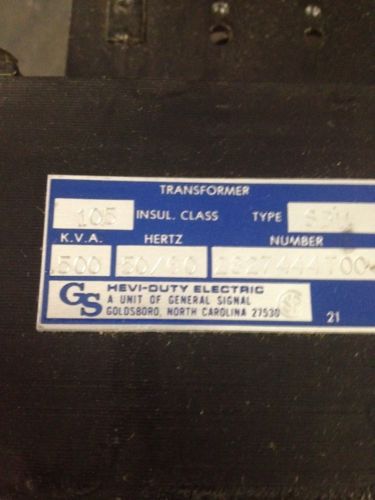 TRANSFORMER
105 INSUL. CLASS TYPE
K.V.A. HERTZ NUMBER
.500 50/60
GS HEVI-DUTY ELECTRIC
A UNIT OF GENERAL SIGNAL
GOLDSBORO, NORTH CAROLINA 27530
21